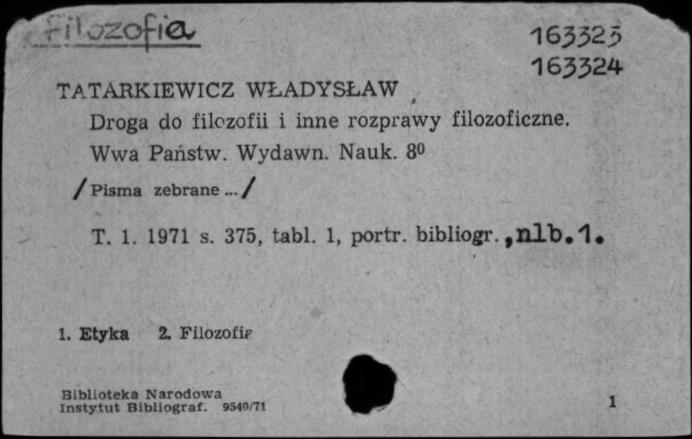 Filozofia
163323
163324
TATARKIEWICZ WŁADYSŁAW
Droga do filozofii i inne rozprawy filozoficzne.
Wwa Państw. Wydawn. Nauk. 8⁰
/Pisma zebrane .../
T. 1. 1971 s. 375, tabl. 1, portr. bibliogr. ,nlb.1.
1. Etyka 2. Filozofia
Biblioteka Narodowa
Instytut Bibliograf. 9540/71
1